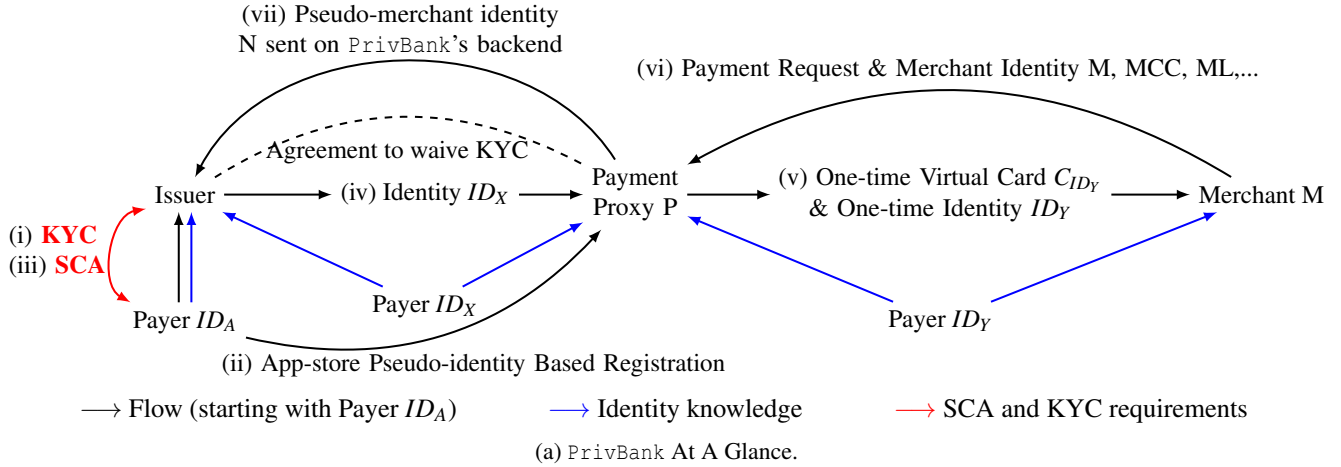 (vii) Pseudo-merchant identity
N sent on PrivBank's backend
(vi) Payment Request & Merchant Identity M, MCC, ML,...
Agreement to waive KYC
Issuer
(iv) Identity ID_X
Payment
Proxy P
(v) One-time Virtual Card C_{ID_Y}
& One-time Identity ID_Y
Merchant M
(i) KYC
(iii) SCA
Payer ID_A
Payer ID_X
Payer ID_Y
(ii) App-store Pseudo-identity Based Registration
Flow (starting with Payer ID_A)
Identity knowledge
SCA and KYC requirements
(a) PrivBank At A Glance.